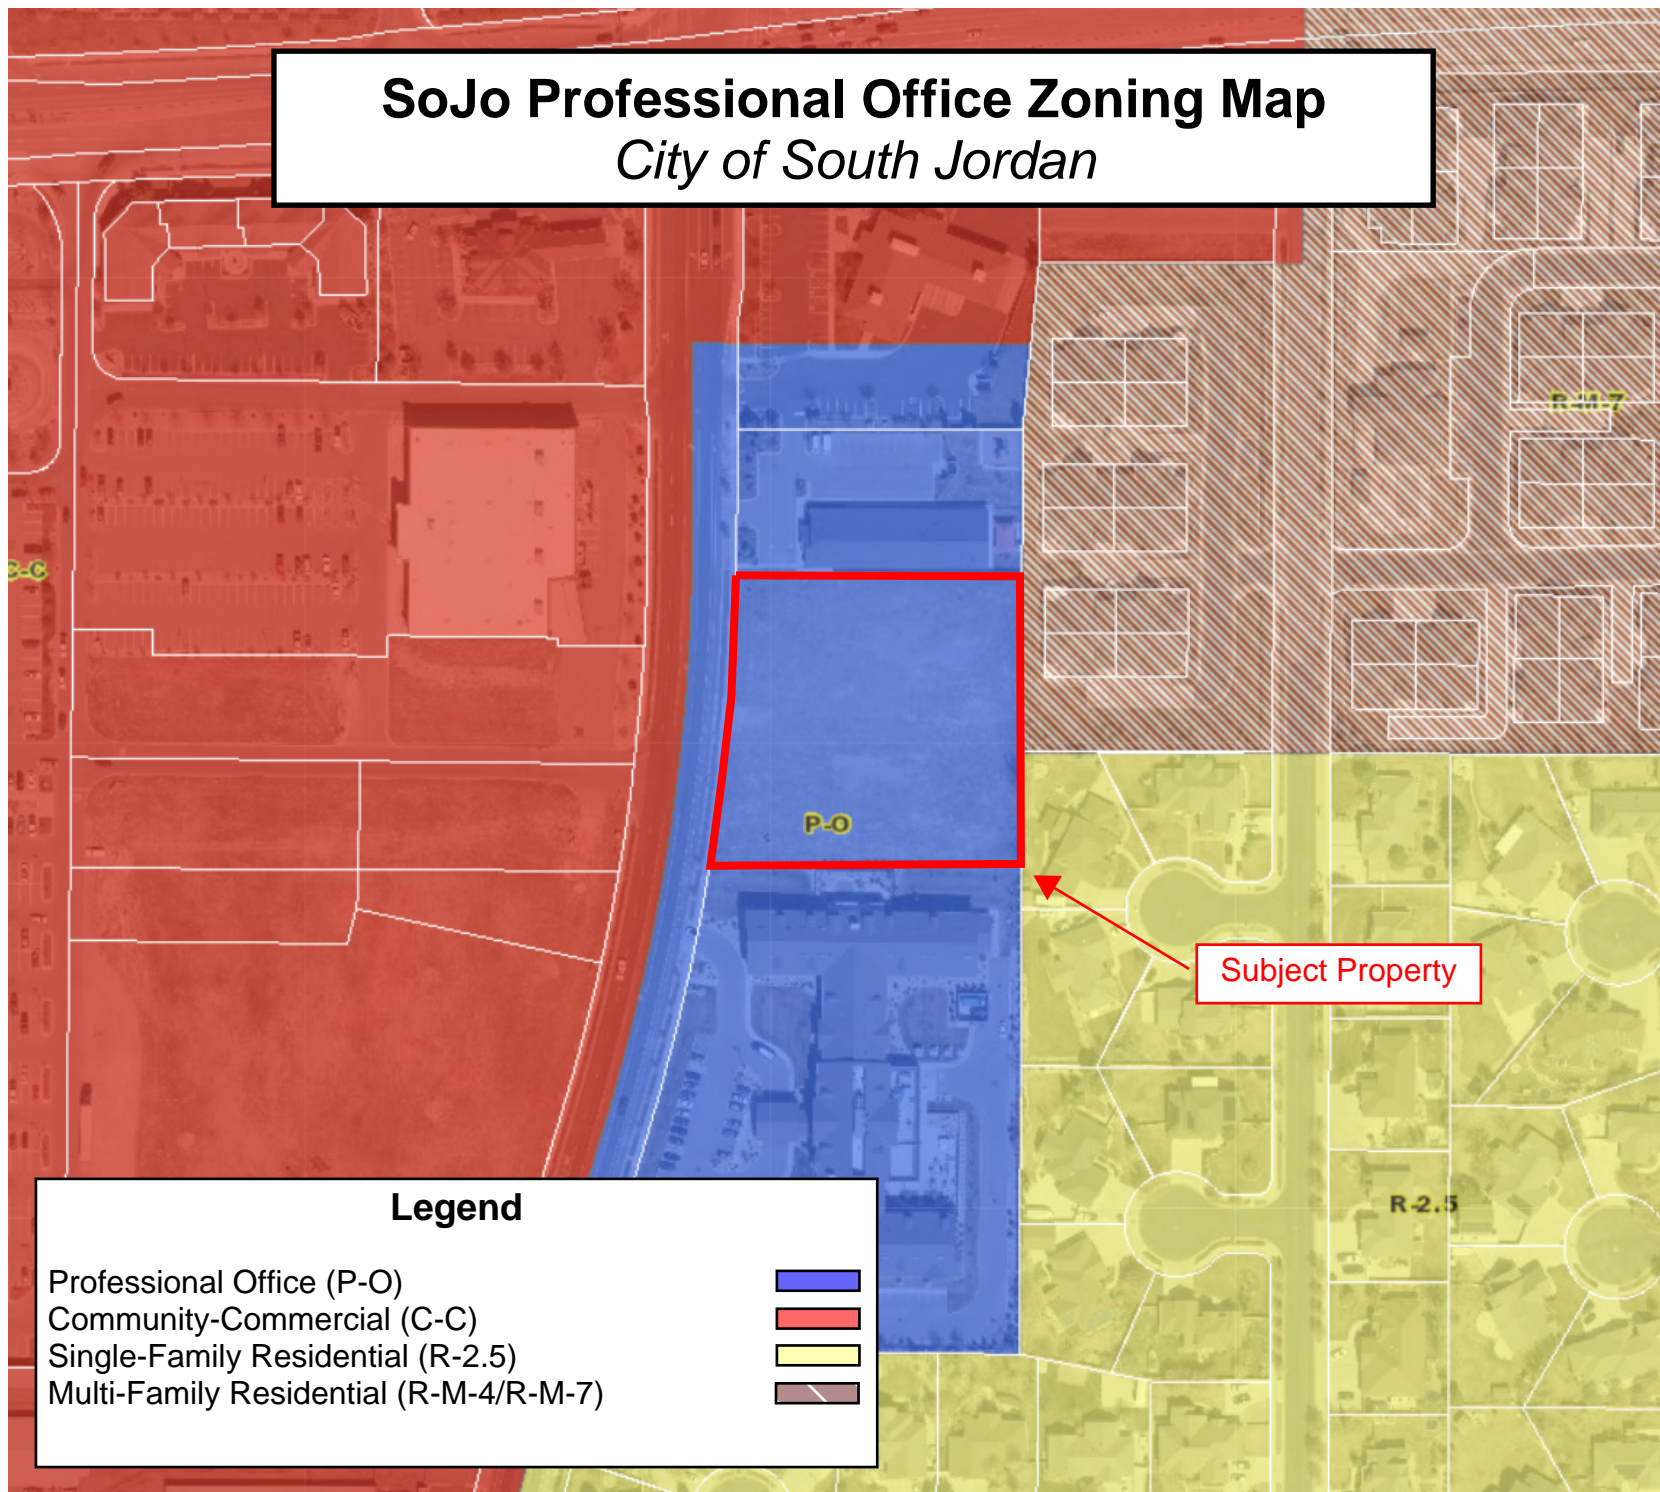 SoJo Professional Office Zoning Map
City of South Jordan
R-M-7
C-C
P-O
Subject Property
R-2.5
Legend
Professional Office (P-O)
Community-Commercial (C-C)
Single-Family Residential (R-2.5)
Multi-Family Residential (R-M-4/R-M-7)